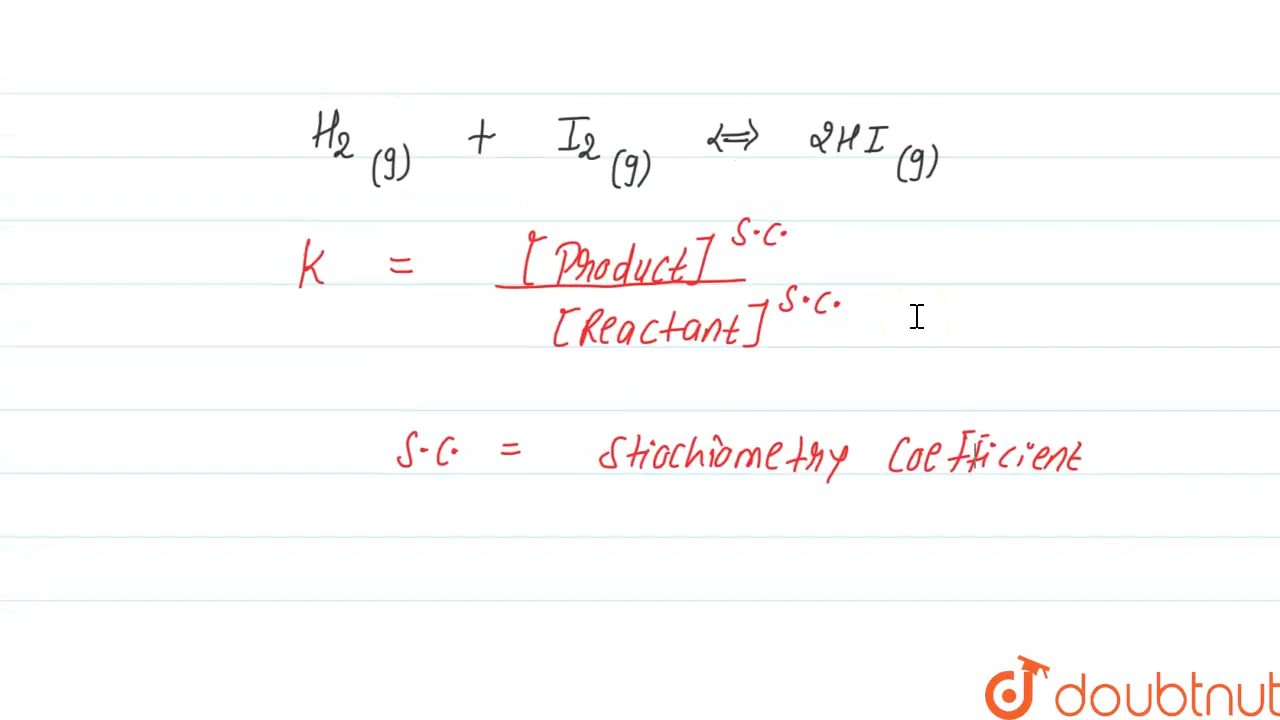 H₂(g) + I₂(g) ⇔ 2HI(g)
K = [Product]^S.C.
[Reactant]^S.C.
S.C. = Stiochiometry Coefficient
doubtnut